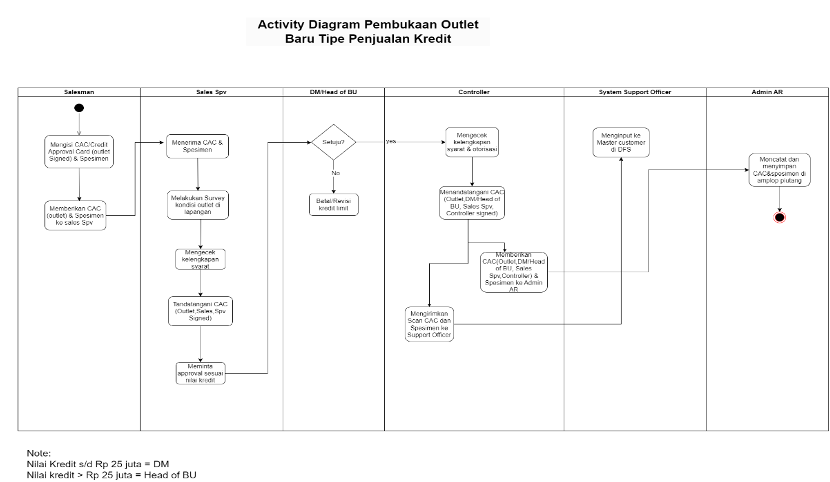 Activity Diagram Pembukaan Outlet
Baru Tipe Penjualan Kredit
Salesman
Sales Spv
DM/Head of BU
Controller
System Support Officer
Admin AR
Mengisi CAC/Credit
Approval Card (outlet
Signed) & Spesimen
Memberikan CAC
(outlet) & Spesimen
ke sales Spv
Menerima CAC &
Spesimen
Melakukan Survey
kondisi outlet di
lapangan
Mengecek
kelengkapan
syarat
Tandatangani CAC
(Outlet,Sales,Spv
Signed)
Meminta
approval sesuai
nilai kredit
Setuju?
yes
No
Batal/Revisi
kredit limit
Mengecek
kelengkapan
syarat & otorisasi
Menandatangani CAC
(Outlet,DM/Head of
BU, Sales Spv,
Controller signed)
Memberikan
CAC(Outlet,DM/Head
of BU, Sales
Spv,Controller) &
Spesimen ke Admin
AR
Mengirimkan
Scan CAC dan
Spesimen ke
Support Officer
Menginput ke
Master customer
di DFS
Mencatat dan
menyimpan
CAC&spesimen di
amplop piutang
Note:
Nilai Kredit s/d Rp 25 juta = DM
Nilai kredit > Rp 25 juta = Head of BU